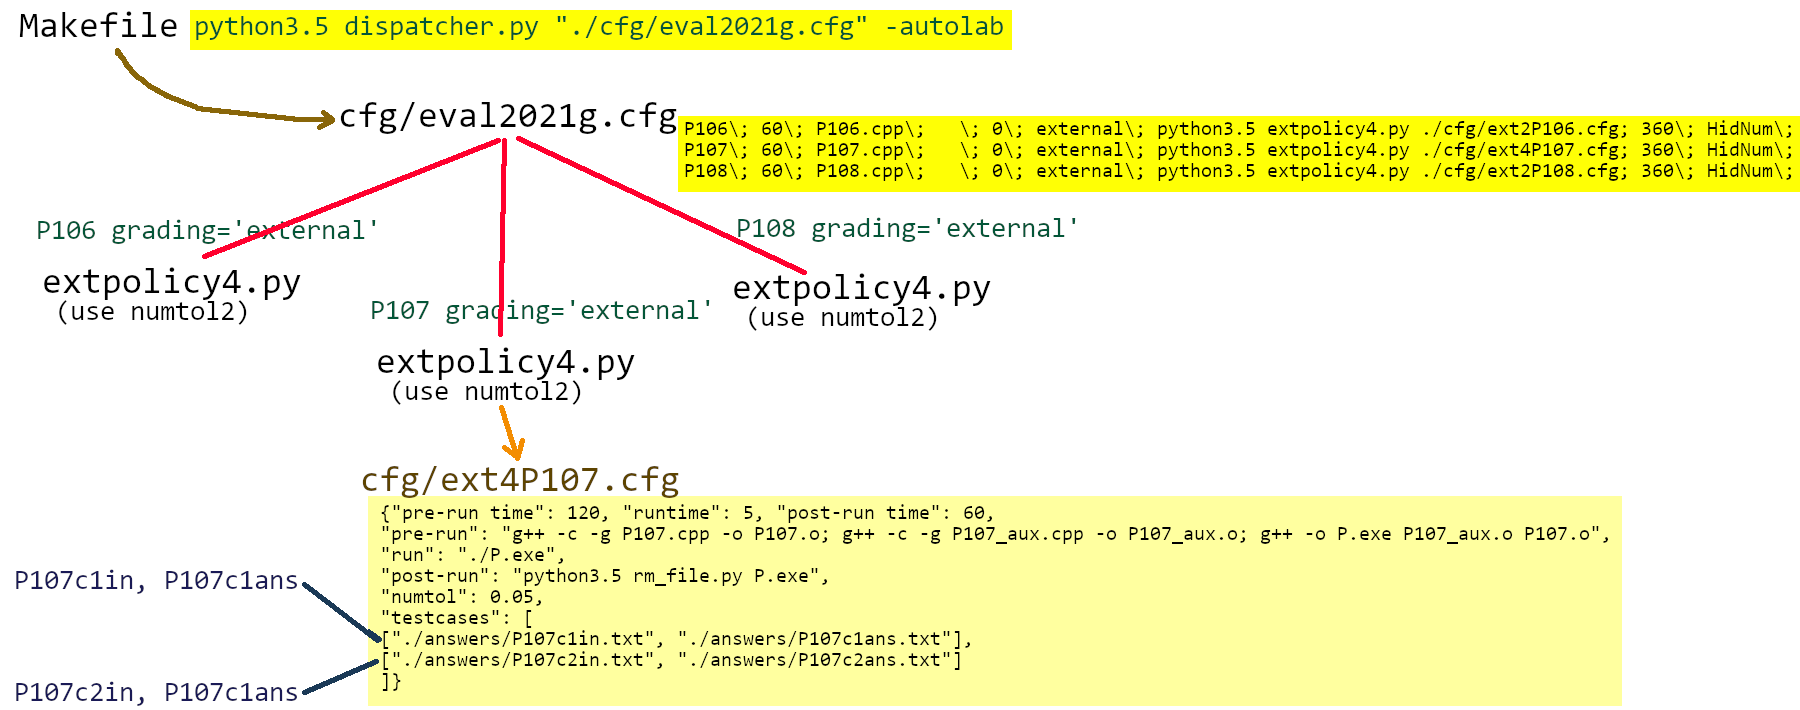 Makefile python3.5 dispatcher.py "./cfg/eval2021g.cfg" -autolab
cfg/eval2021g.cfg
P106\; 60\; P106.cpp\;   \; 0\; external\; python3.5 extpolicy4.py ./cfg/ext2P106.cfg; 360\; HidNum\;
P107\; 60\; P107.cpp\;   \; 0\; external\; python3.5 extpolicy4.py ./cfg/ext4P107.cfg; 360\; HidNum\;
P108\; 60\; P108.cpp\;   \; 0\; external\; python3.5 extpolicy4.py ./cfg/ext2P108.cfg; 360\; HidNum\;
P106 grading='external'
extpolicy4.py
(use numtol2)
P107 grading='external'
extpolicy4.py
(use numtol2)
P108 grading='external'
extpolicy4.py
(use numtol2)
cfg/ext4P107.cfg
{"pre-run time": 120, "runtime": 5, "post-run time": 60,
"pre-run": "g++ -c -g P107.cpp -o P107.o; g++ -c -g P107_aux.cpp -o P107_aux.o; g++ -o P.exe P107_aux.o P107.o",
"run": "./P.exe",
"post-run": "python3.5 rm_file.py P.exe",
"numtol": 0.05,
"testcases": [
["./answers/P107c1in.txt", "./answers/P107c1ans.txt"],
["./answers/P107c2in.txt", "./answers/P107c2ans.txt"]
]}
P107c1in, P107c1ans
P107c2in, P107c1ans